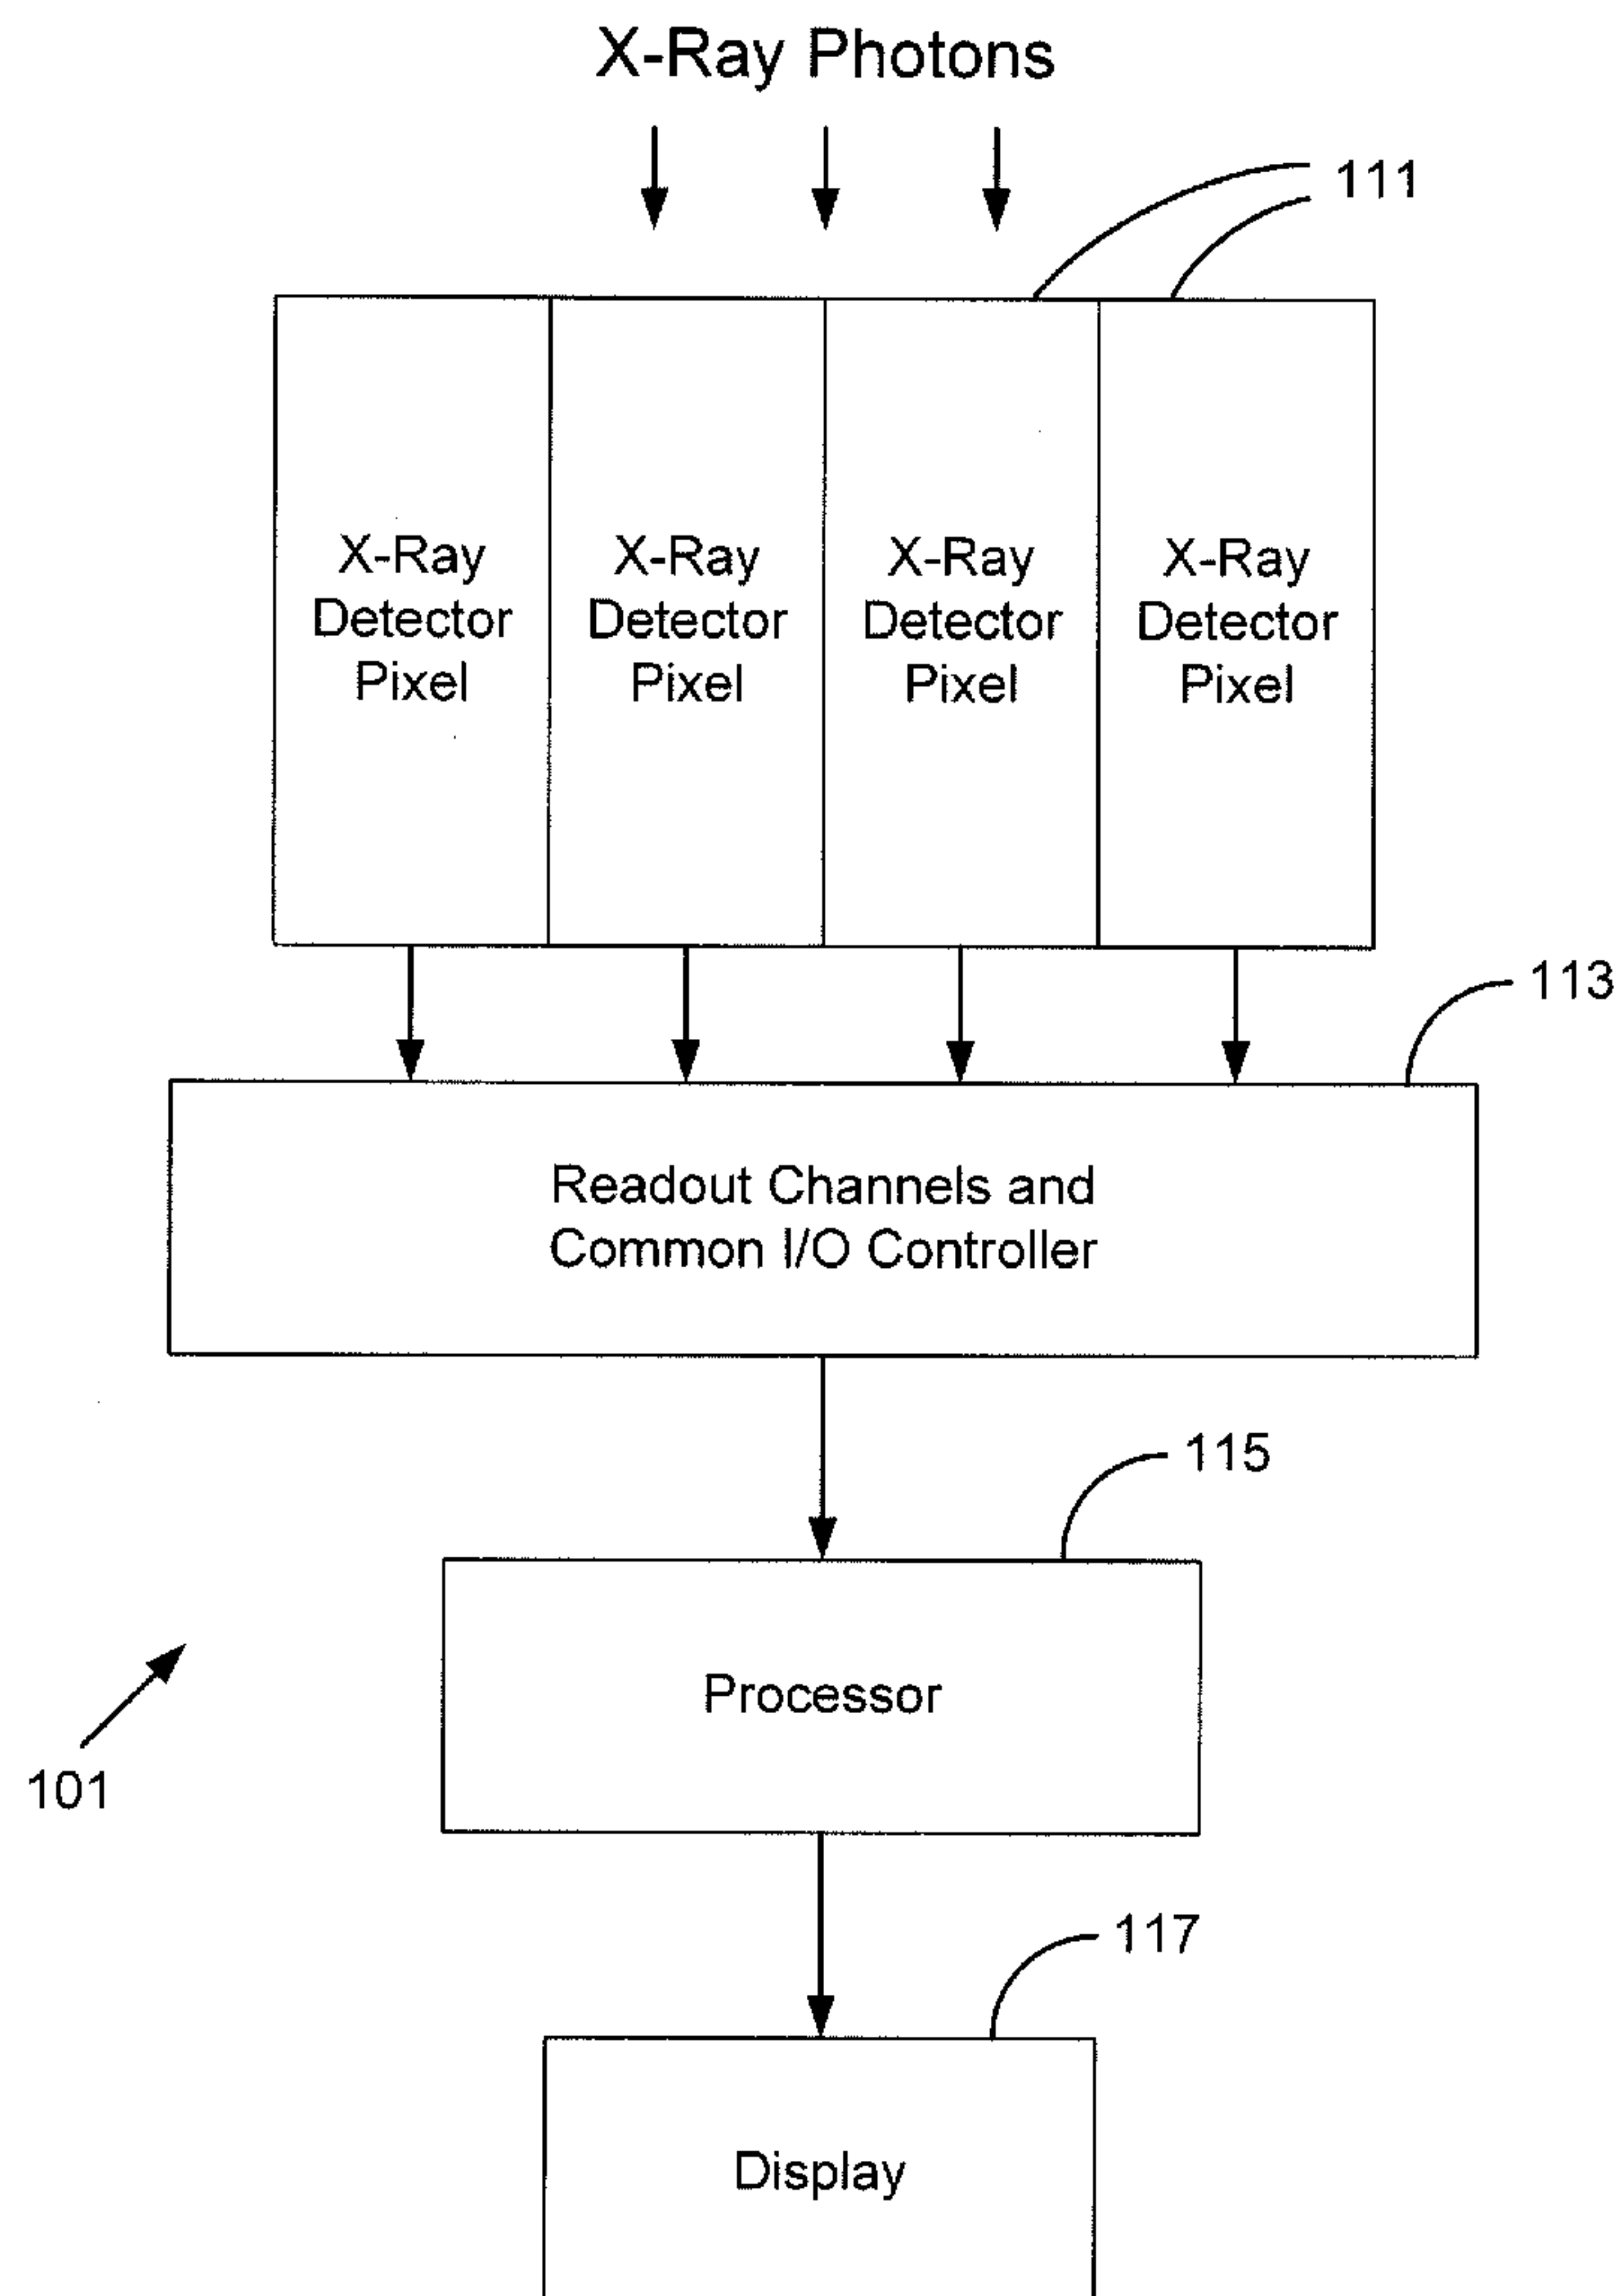 X-Ray Photons
111
X-Ray
Detector
Pixel
X-Ray
Detector
Pixel
X-Ray
Detector
Pixel
X-Ray
Detector
Pixel
113
Readout Channels and
Common I/O Controller
115
Processor
101
117
Display